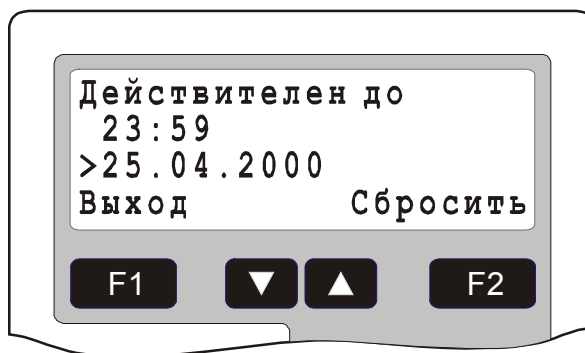 Действителен до
23:59
>25.04.2000
Выход Сбросить
F1 ▼ ▲ F2